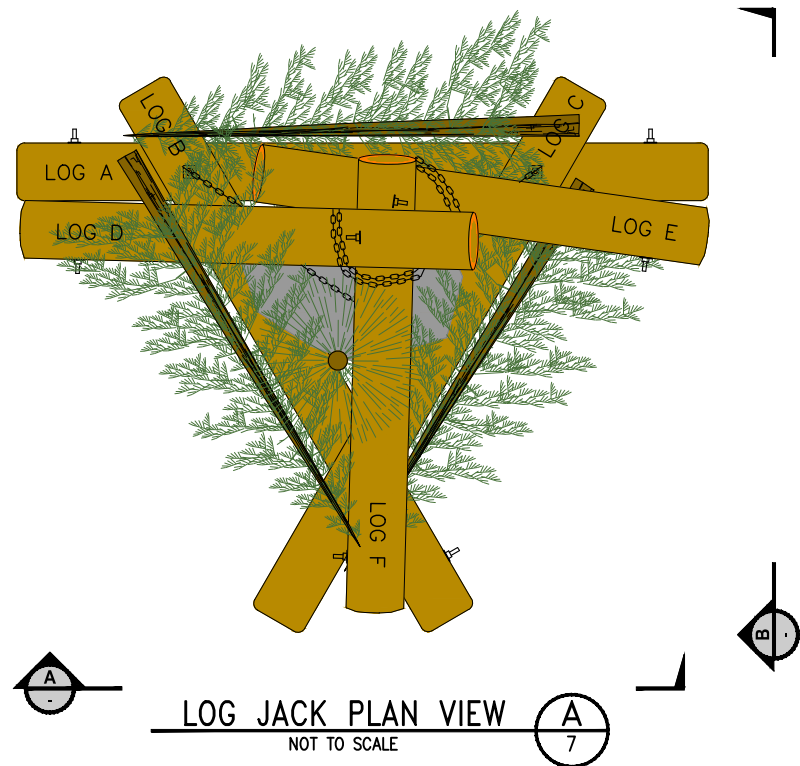 LOG B
LOG C
LOG A
LOG D
LOG E
LOG F
B
-
A
-
LOG JACK PLAN VIEW
NOT TO SCALE
A
7